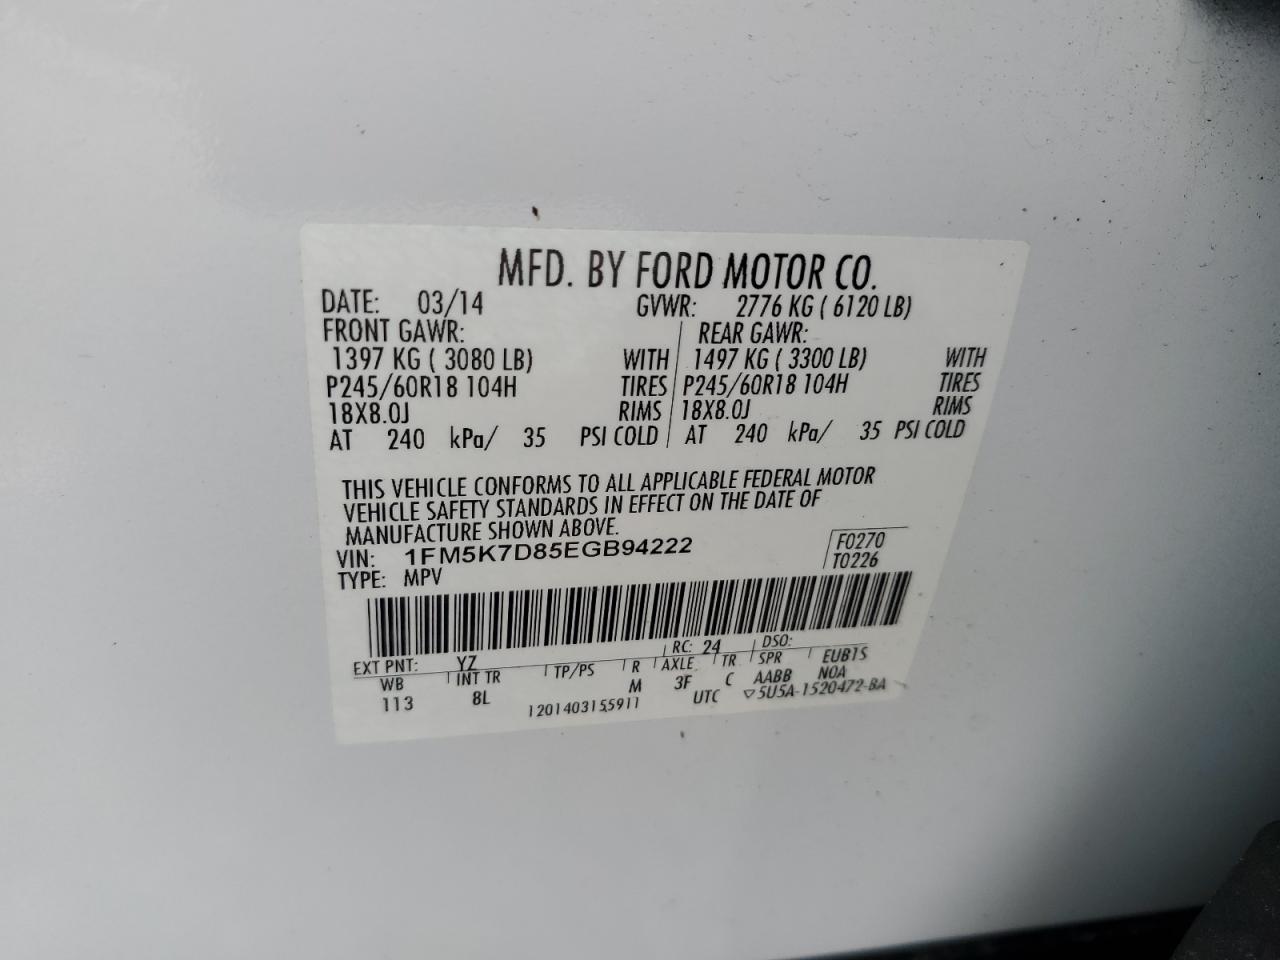 MFD. BY FORD MOTOR CO.
DATE: 03/14 GVWR: 2776 KG ( 6120 LB)
FRONT GAWR: REAR GAWR:
1397 KG ( 3080 LB) WITH 1497 KG ( 3300 LB) WITH
P245/60R18 104H TIRES P245/60R18 104H TIRES
18X8.0J RIMS 18X8.0J RIMS
AT 240 kPa/ 35 PSI COLD AT 240 kPa/ 35 PSI COLD
THIS VEHICLE CONFORMS TO ALL APPLICABLE FEDERAL MOTOR
VEHICLE SAFETY STANDARDS IN EFFECT ON THE DATE OF
MANUFACTURE SHOWN ABOVE.
VIN: 1FM5K7D85EGB94222 F0270
TYPE: MPV T0226
EXT PNT: YZ RC: 24 DSO:
WB INT TR TP/PS R AXLE TR SPR EUB1S
113 8L M 3F C AABB N0A
1201403155911 UTC ▽5U5A-1520472-BA